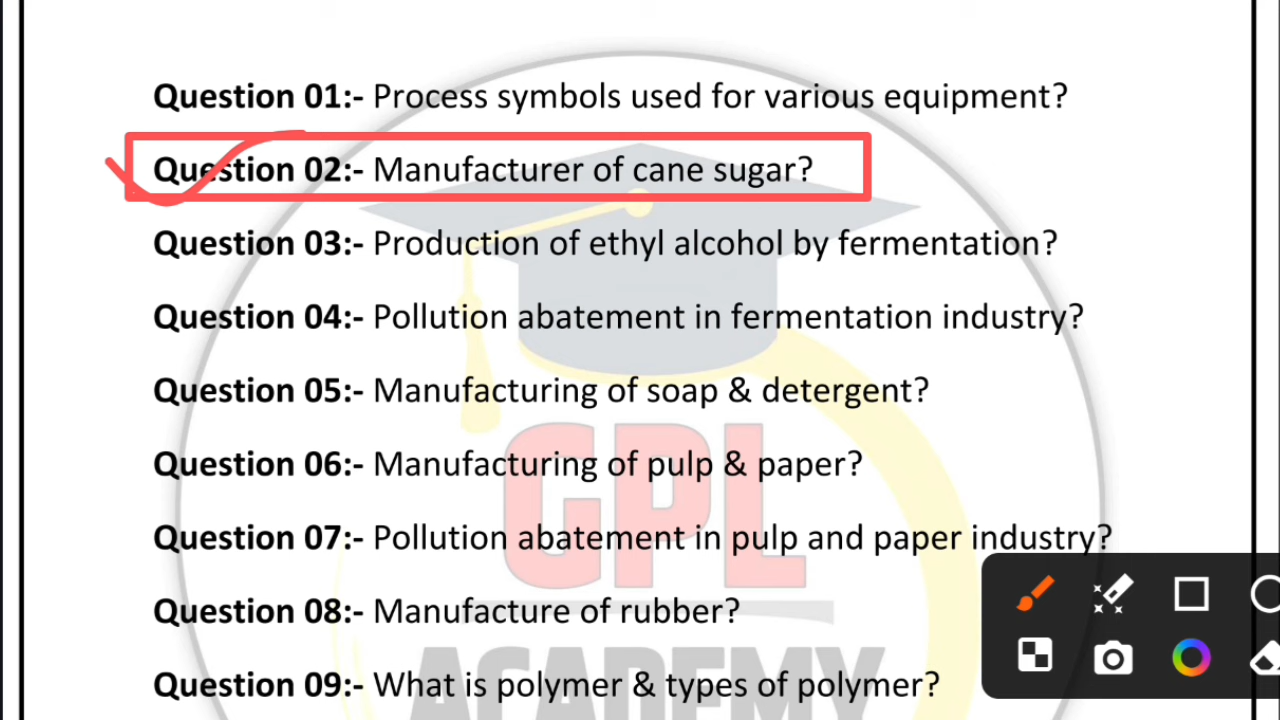 Question 01:- Process symbols used for various equipment?
Question 02:- Manufacturer of cane sugar?
Question 03:- Production of ethyl alcohol by fermentation?
Question 04:- Pollution abatement in fermentation industry?
Question 05:- Manufacturing of soap & detergent?
Question 06:- Manufacturing of pulp & paper?
Question 07:- Pollution abatement in pulp and paper industry?
Question 08:- Manufacture of rubber?
Question 09:- What is polymer & types of polymer?
GPL
ACADEMY